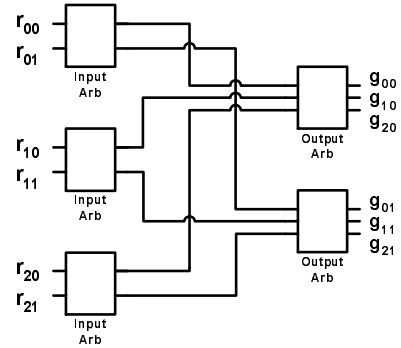 r00
r01
Input
Arb
r10
r11
Input
Arb
r20
r21
Input
Arb
g00
g10
g20
Output
Arb
g01
g11
g21
Output
Arb